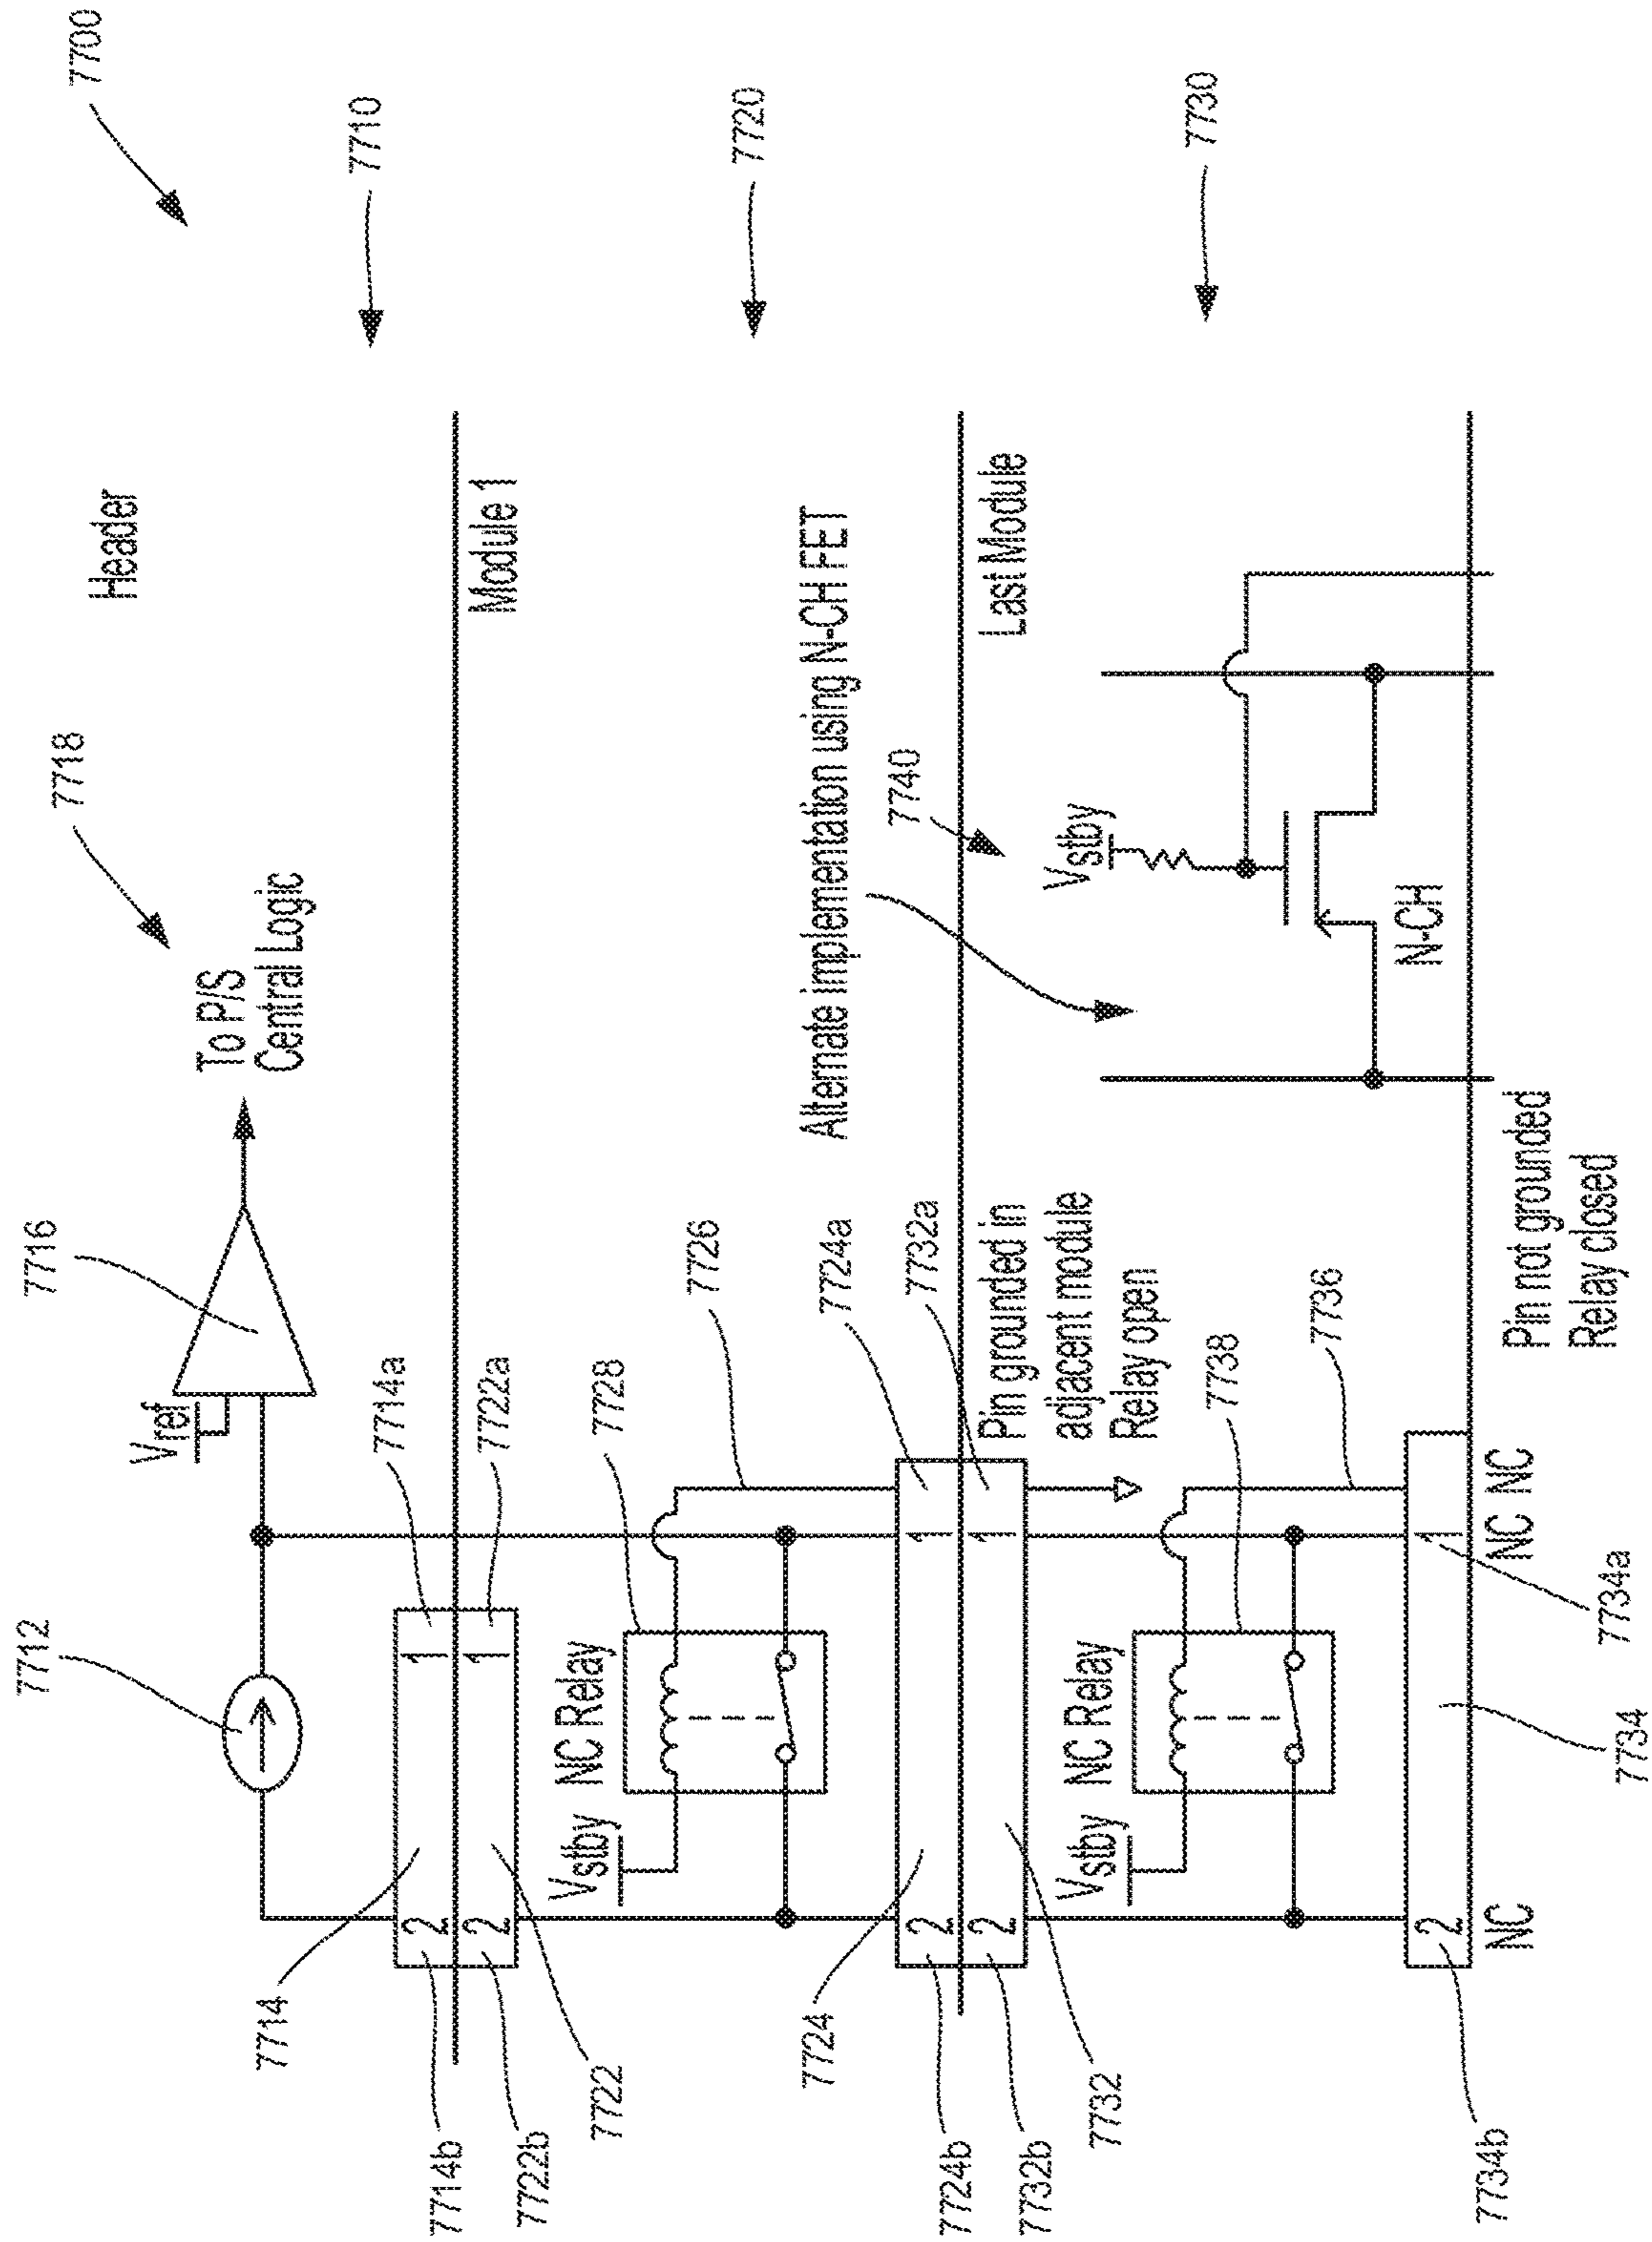 7700
7710
7720
7730
Header
Module 1
Last Module
7718
To P/S
Central Logic
7716
Vref
7712
7714a
7722a
1
1
7714
2
2
7714b
7722b
7722
Alternate implementation using N-CH FET
7740
Vstby
N-CH
7726
7728
NC Relay
Vstby
7724a
7732a
1
1
Pin grounded in
adjacent module
Relay open
7724
2
2
7724b
7732b
7732
7738
7736
NC Relay
Vstby
Pin not grounded
Relay closed
1
NC NC
7734a
7734
2
NC
7734b